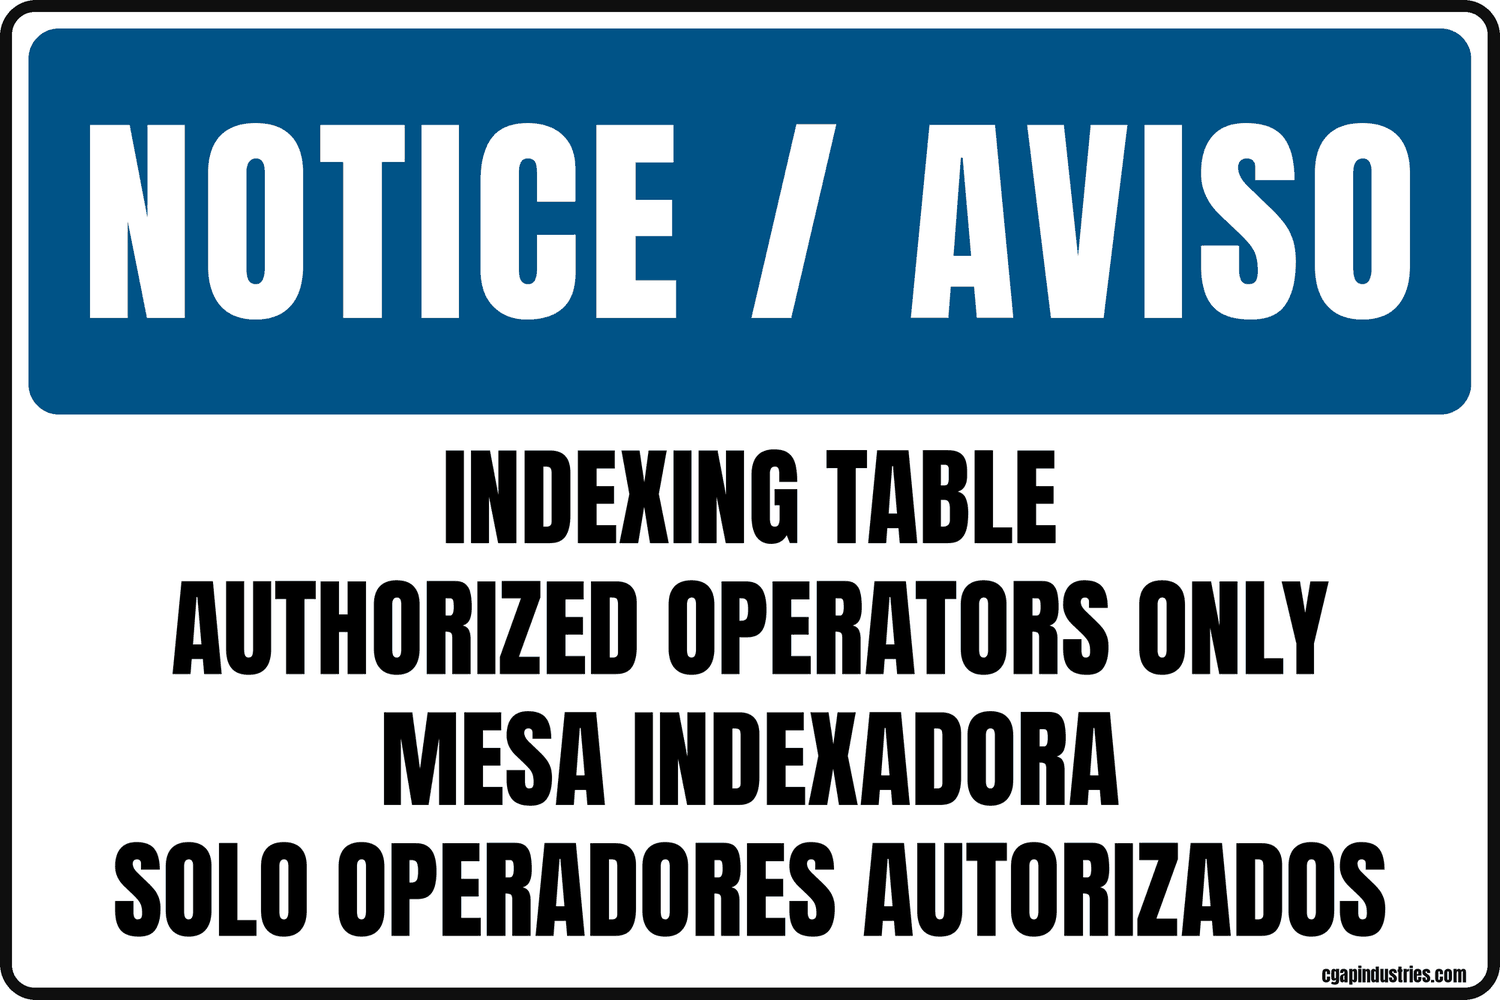 NOTICE / AVISO
INDEXING TABLE
AUTHORIZED OPERATORS ONLY
MESA INDEXADORA
SOLO OPERADORES AUTORIZADOS
cgapindustries.com